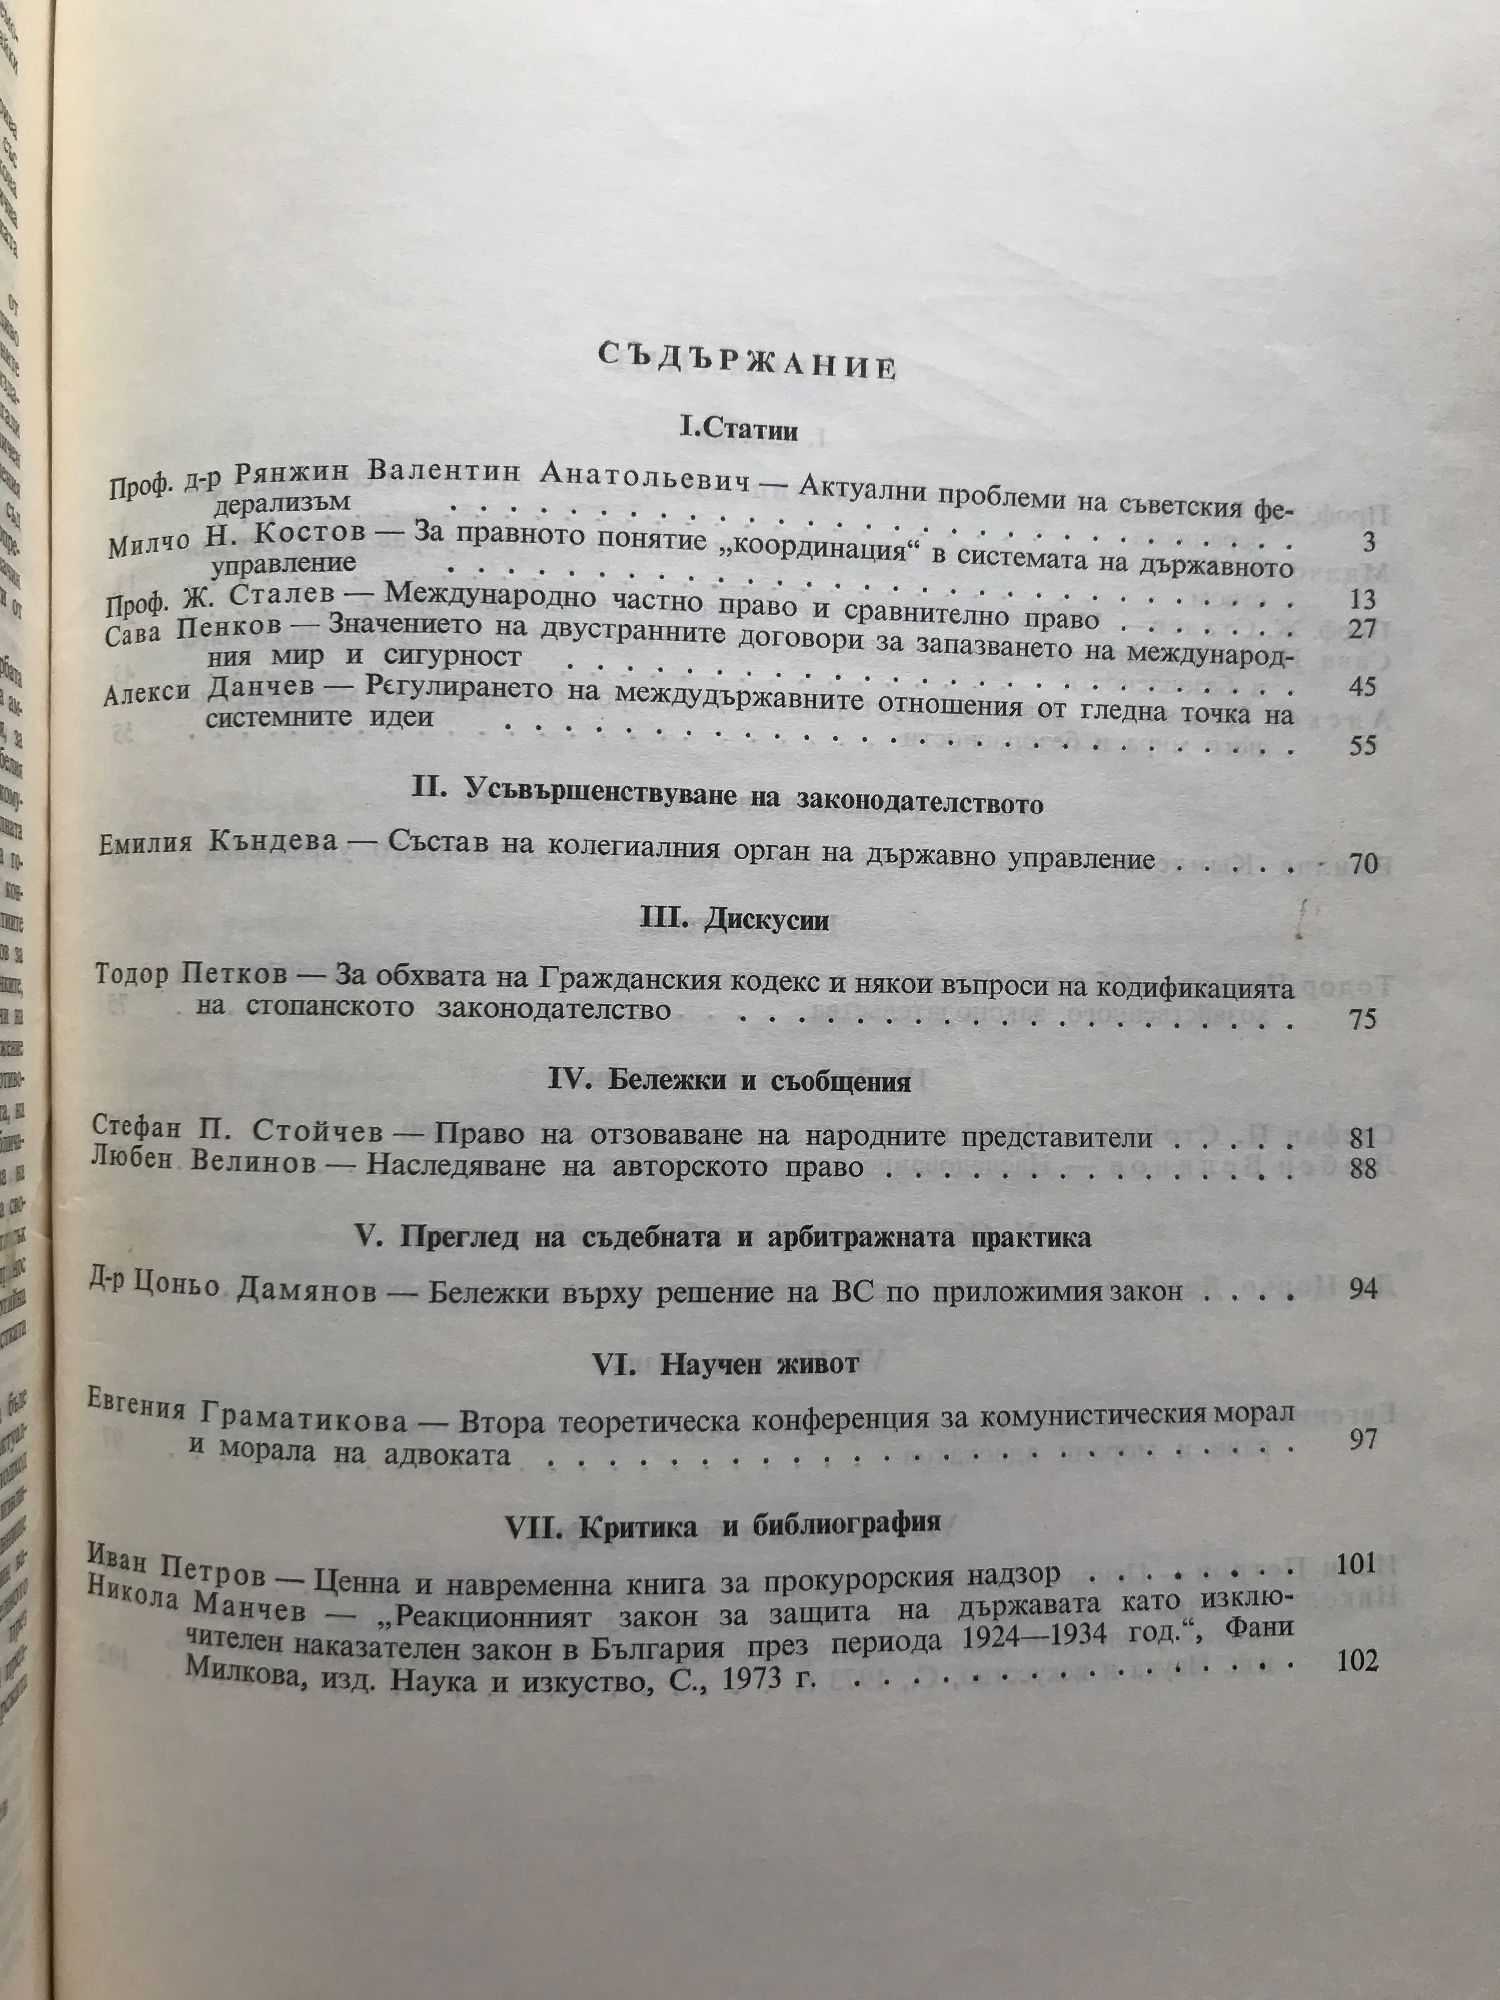 СЪДЪРЖАНИЕ
I.Статии
Проф. д-р Рянжин Валентин Анатольевич — Актуални проблеми на съветския фе-
дерализъм . . . . . . . . . . . . . . . . . . . . . . 3
Милчо Н. Костов — За правното понятие „координация“ в системата на държавното
управление . . . . . . . . . . . . . . . . . . . . . . 13
Проф. Ж. Сталев — Международно частно право и сравнително право . . . . . . 27
Сава Пенков — Значението на двустранните договори за запазването на международ-
ния мир и сигурност . . . . . . . . . . . . . . . . . . . 45
Алекси Данчев — Регулирането на междудържавните отношения от гледна точка на
системните идеи . . . . . . . . . . . . . . . . . . . . 55
II. Усъвършенствуване на законодателството
Емилия Къндева — Състав на колегиалния орган на държавно управление . . . . . . 70
III. Дискусии
Тодор Петков — За обхвата на Гражданския кодекс и някои въпроси на кодификацията
на стопанското законодателство . . . . . . . . . . . . . . . . 75
IV. Бележки и съобщения
Стефан П. Стойчев — Право на отзоваване на народните представители . . . . . 81
Любен Велинов — Наследяване на авторското право . . . . . . . . . . . . . 88
V. Преглед на съдебната и арбитражната практика
Д-р Цоньо Дамянов — Бележки върху решение на ВС по приложимия закон . . . . 94
VI. Научен живот
Евгения Граматикова — Втора теоретическа конференция за комунистическия морал
и морала на адвоката . . . . . . . . . . . . . . . . . . . . . 97
VII. Критика и библиография
Иван Петров — Ценна и навременна книга за прокурорския надзор . . . . . . . . 101
Никола Манчев — „Реакционният закон за защита на държавата като изклю-
чителен наказателен закон в България през периода 1924—1934 год.“, Фани
Милкова, изд. Наука и изкуство, С., 1973 г. . . . . . . . . . . . . . . . 102